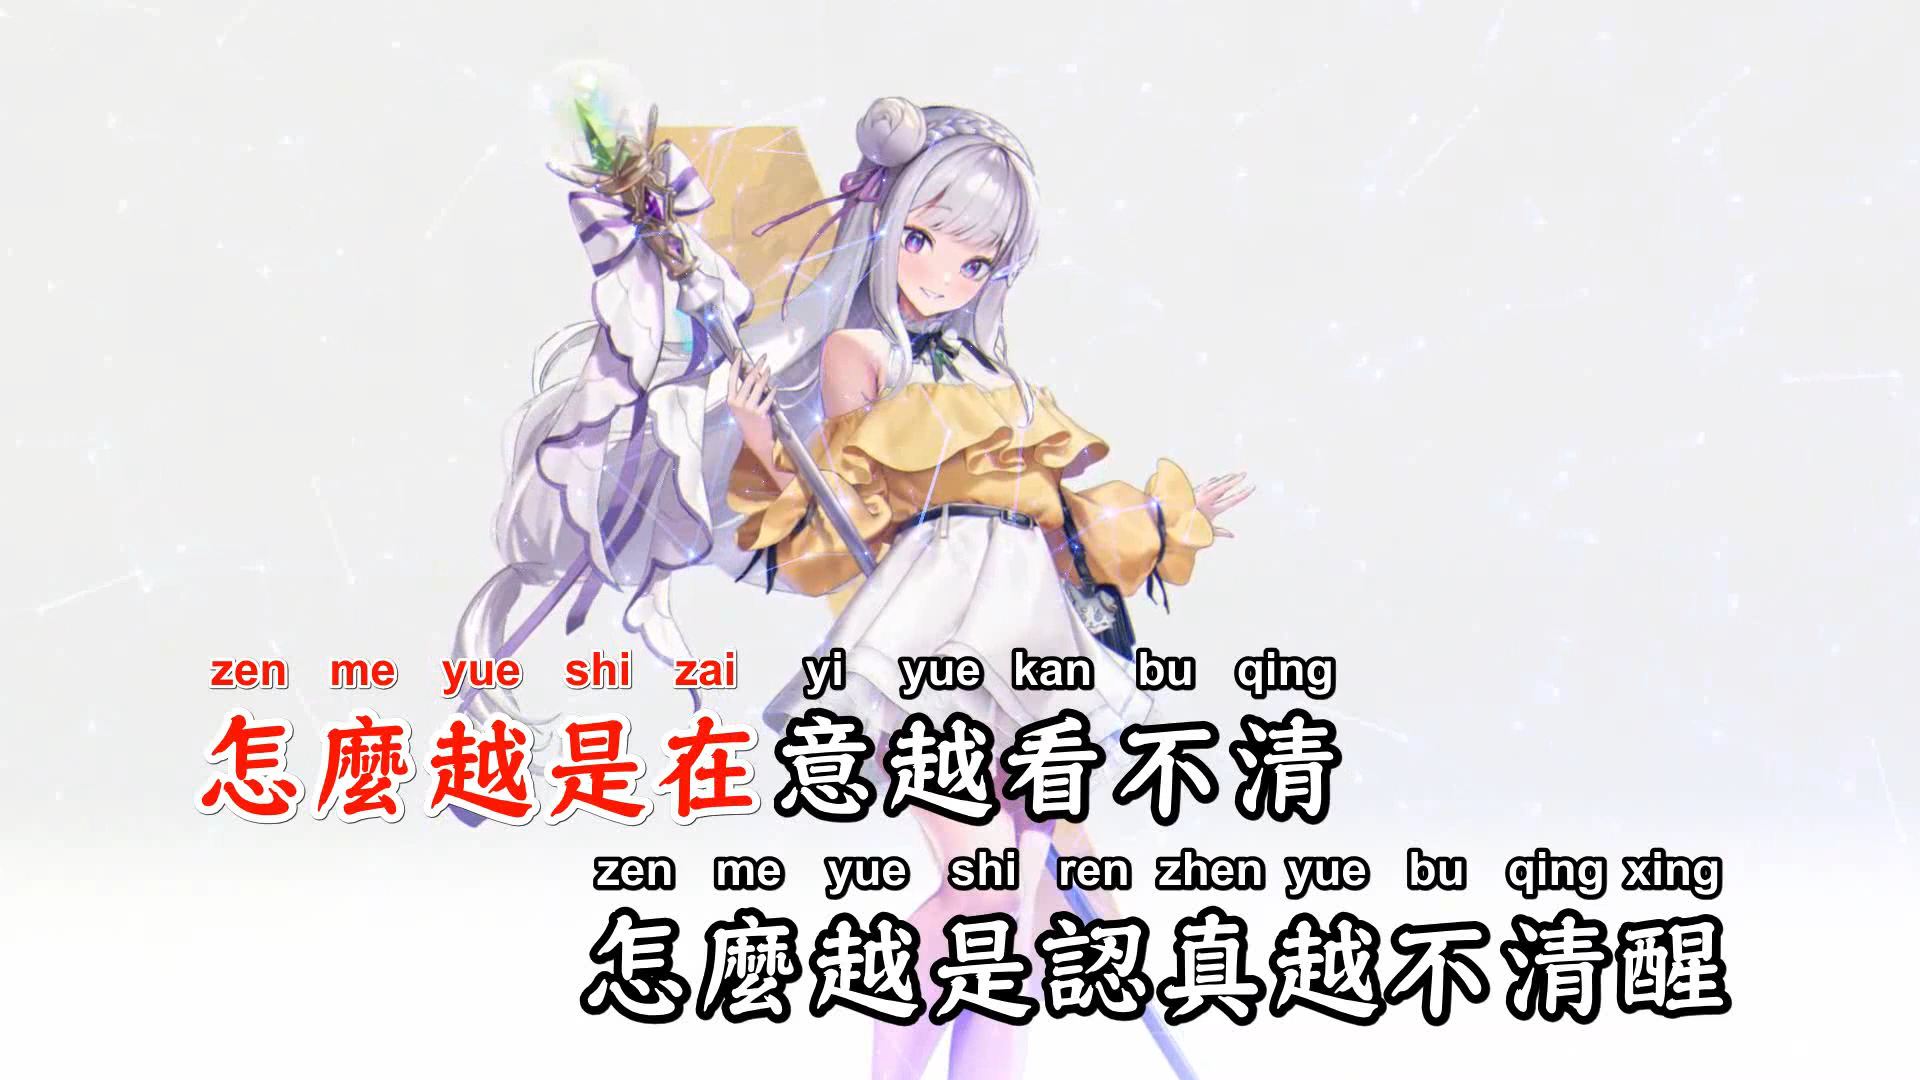 zen me yue shi zai yi yue kan bu qing
怎麼越是在意越看不清
zen me yue shi ren zhen yue bu qing xing
怎麼越是認真越不清醒